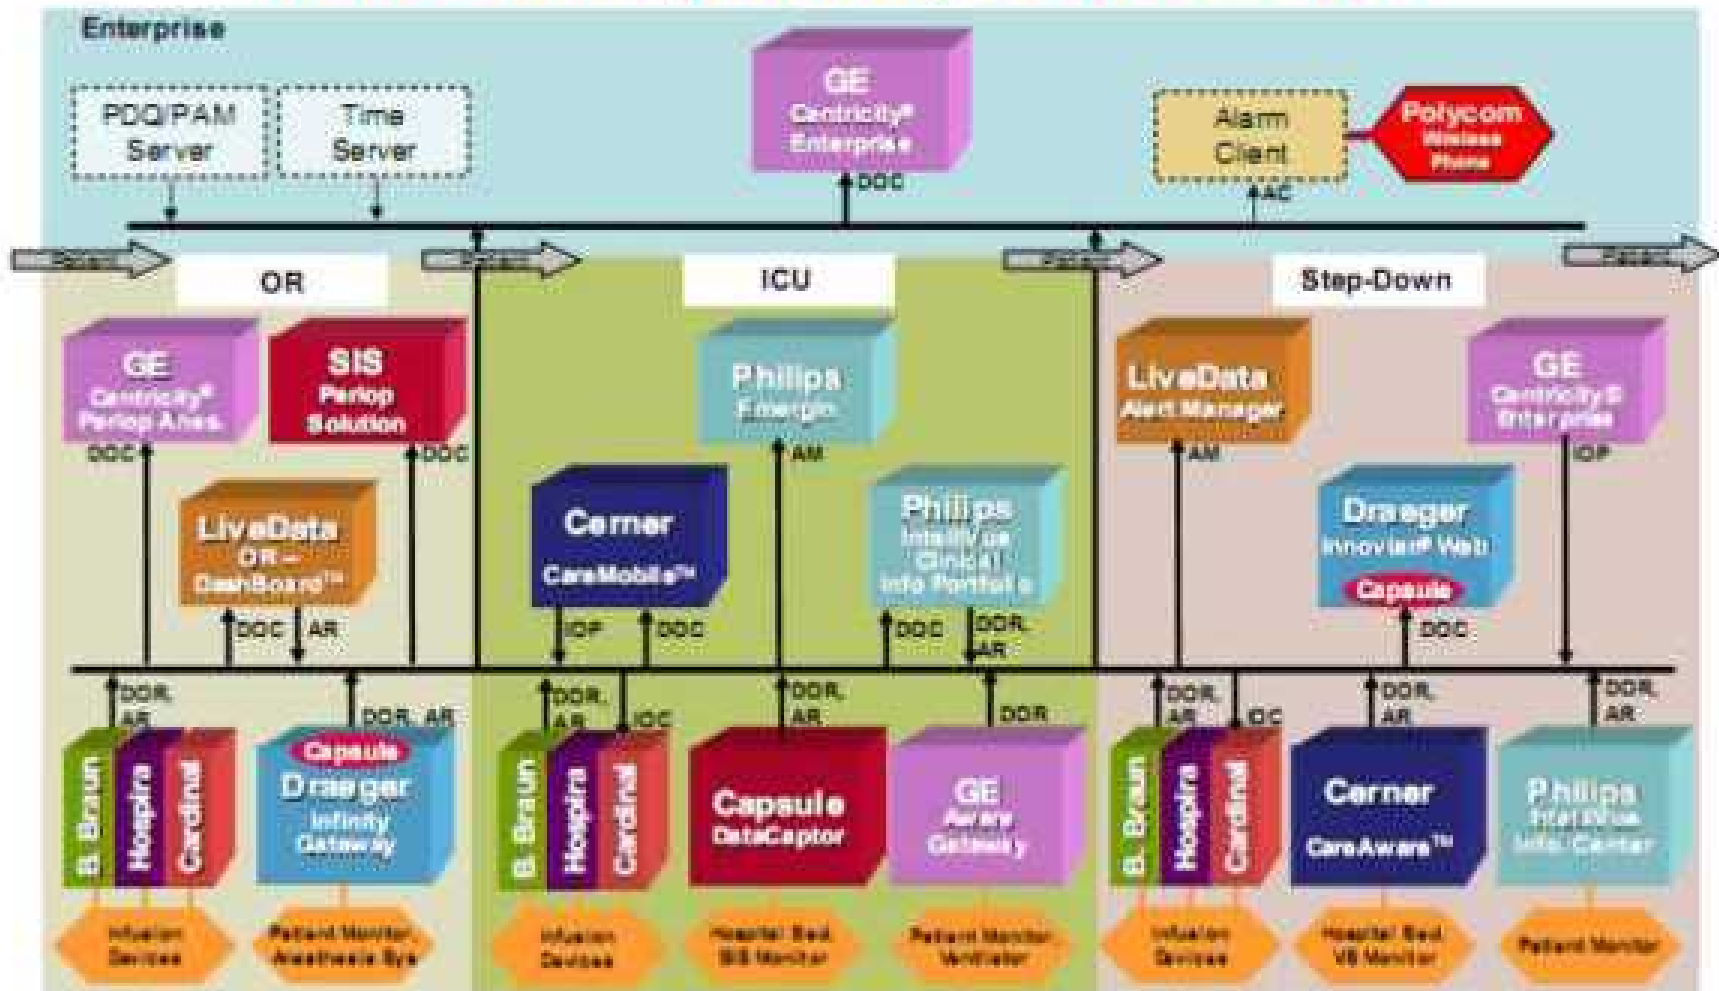 Enterprise
PDQ/PAM
Server
Time
Server
GE
Centricity®
Enterprise
DOC
Alarm
Client
AC
Polycom
Wireless
Phone
Patient
Patient
Patient
Patient
OR
ICU
Step-Down
GE
Centricity®
Periop Anes.
DOC
SIS
Periop
Solution
DOC
LiveData
OR –
DashBoard™
DOC
AR
Philips
Emergin
AM
Cerner
CareMobile™
IOP
DOC
Philips
IntelliVue
Clinical
Info Portfolio
DOC
DOR,
AR
LiveData
Alert Manager
AM
GE
Centricity®
Enterprise
IOP
Draeger
Innovian® Web
Capsule
DOC
DOR,
AR
B. Braun
Hospira
Cardinal
Infusion
Devices
DOR, AR
Capsule
Draeger
Infinity
Gateway
Patient Monitor,
Anesthesia Sys
DOR,
AR
IOC
B. Braun
Hospira
Cardinal
Infusion
Devices
DOR,
AR
Capsule
DataCaptor
Hospital Bed,
SIS Monitor
DOR
GE
Aware
Gateway
Patient Monitor,
Ventilator
DOR,
AR
IOC
B. Braun
Hospira
Cardinal
Infusion
Devices
DOR,
AR
Cerner
CareAware™
Hospital Bed,
VS Monitor
DOR,
AR
Philips
IntelliVue
Info Center
Patient Monitor